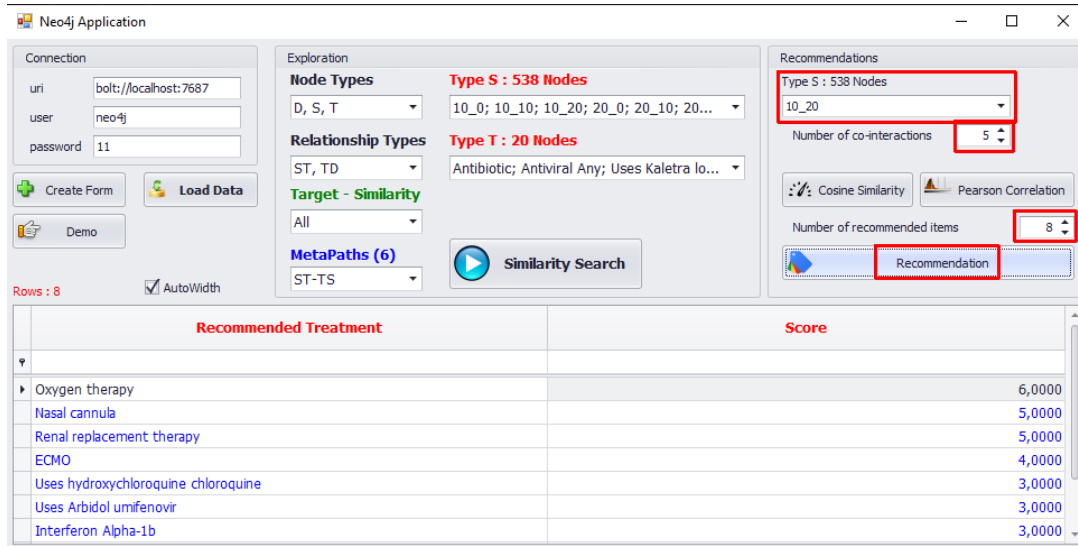 Neo4j Application
Connection
uri bolt://localhost:7687
user neo4j
password 11
Create Form
Load Data
Demo
Rows : 8
AutoWidth
Exploration
Node Types
D, S, T
Relationship Types
ST, TD
Target - Similarity
All
MetaPaths (6)
ST-TS
Type S : 538 Nodes
10_0; 10_10; 10_20; 20_0; 20_10; 20...
Type T : 20 Nodes
Antibiotic; Antiviral Any; Uses Kaletra lo...
Similarity Search
Recommendations
Type S : 538 Nodes
10_20
Number of co-interactions 5
Cosine Similarity
Pearson Correlation
Number of recommended items 8
Recommendation
Recommended Treatment Score
Oxygen therapy 6,0000
Nasal cannula 5,0000
Renal replacement therapy 5,0000
ECMO 4,0000
Uses hydroxychloroquine chloroquine 3,0000
Uses Arbidol umifenovir 3,0000
Interferon Alpha-1b 3,0000